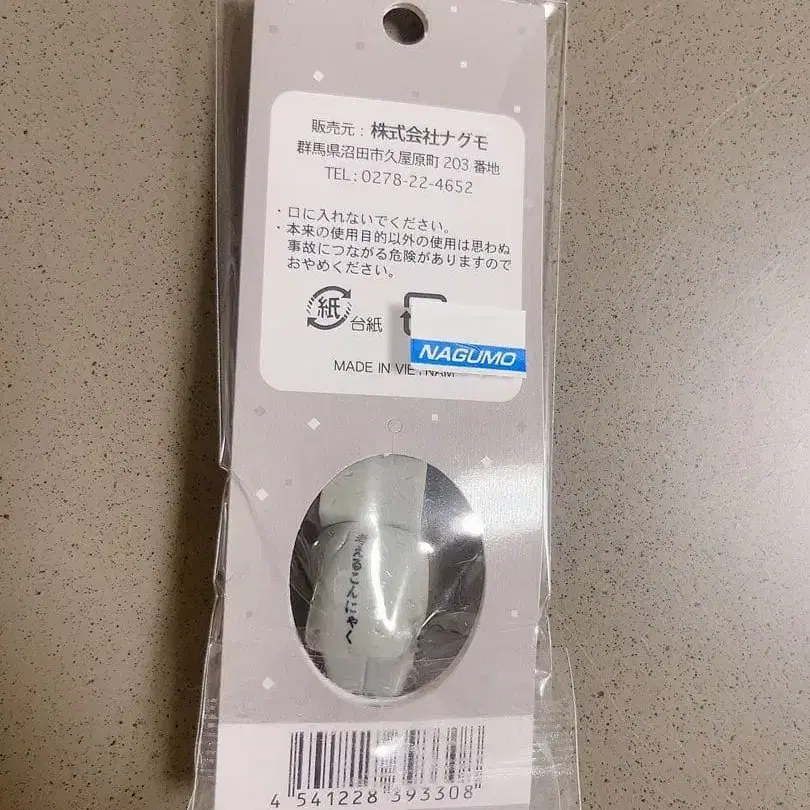 販売元：株式会社ナグモ
群馬県沼田市久屋原町 203 番地
TEL：0278-22-4652
・口に入れないでください。
・本来の使用目的以外の使用は思わぬ
事故につながる危険がありますので
おやめください。
紙 台紙
NAGUMO
MADE IN VIETNAM
考えるこんにゃく
4 541228 393308